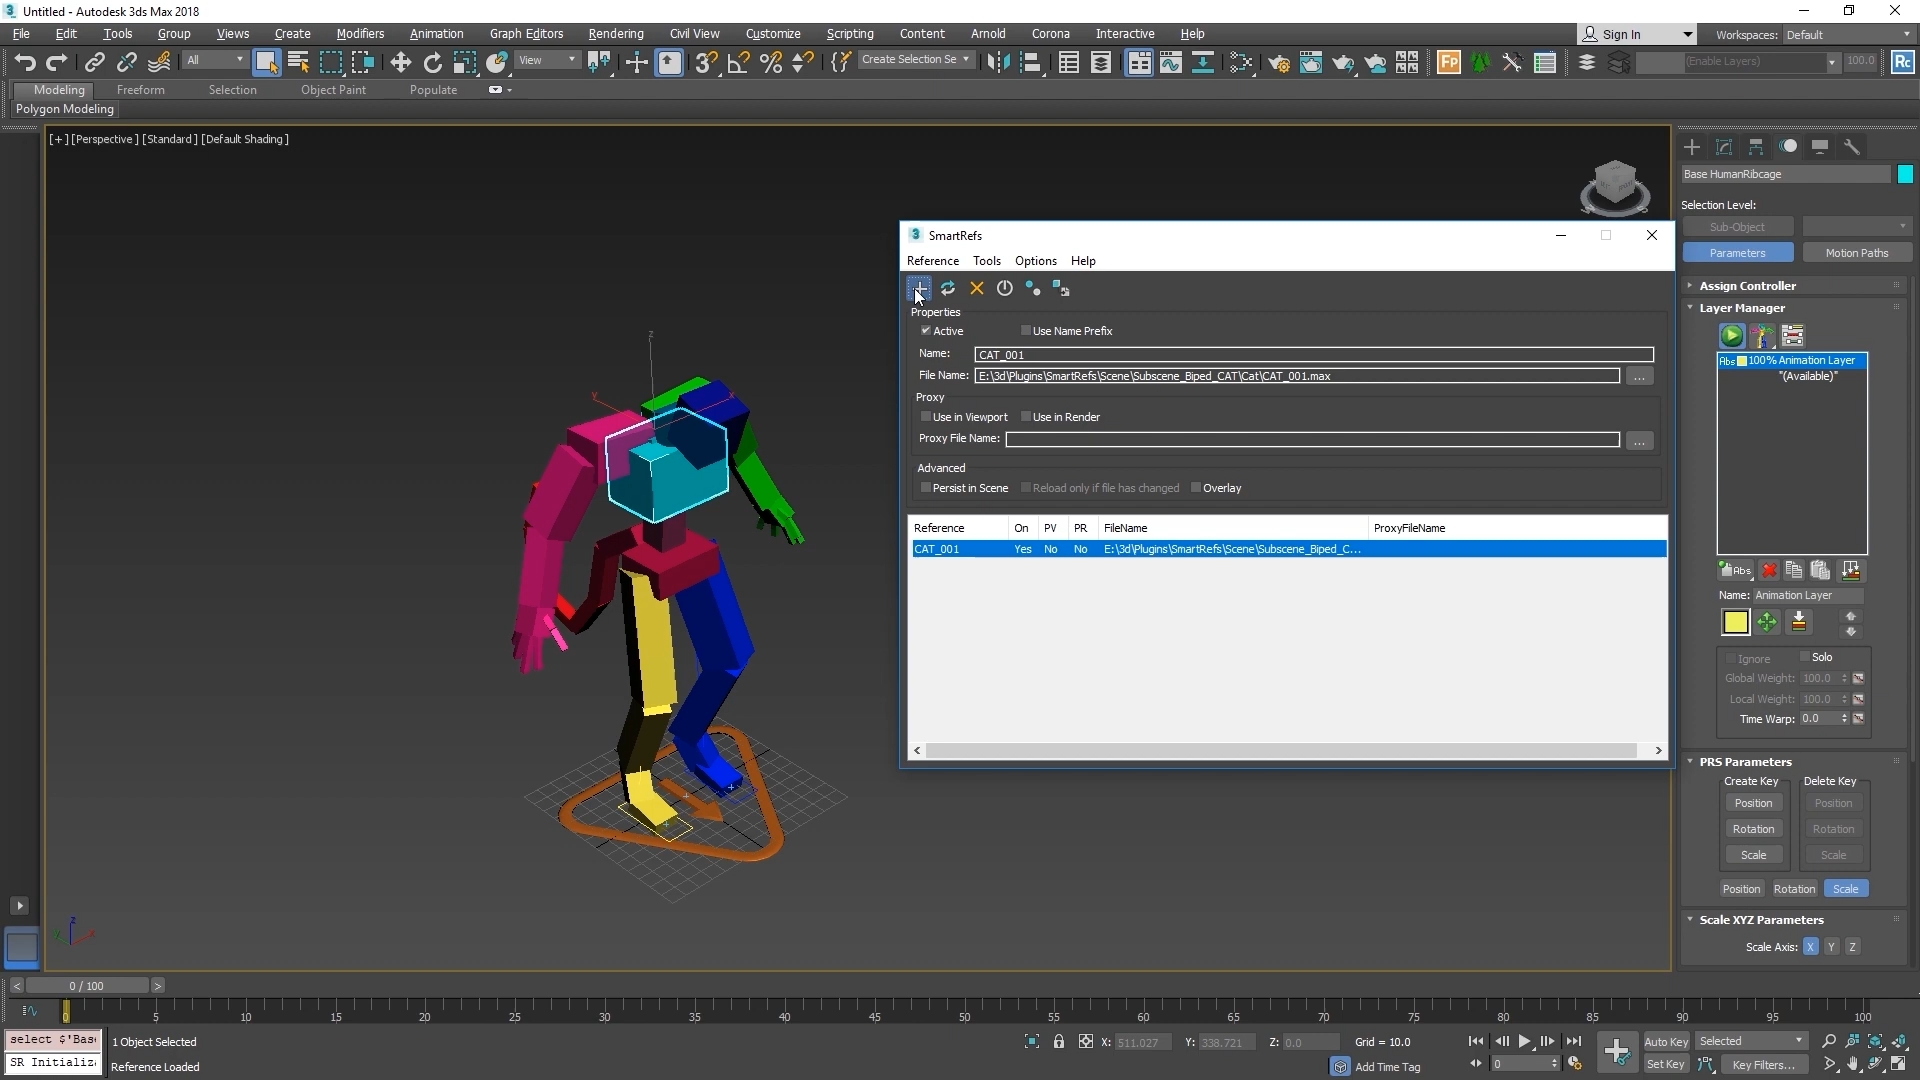 Untitled - Autodesk 3ds Max 2018
File Edit Tools Group Views Create Modifiers Animation Graph Editors Rendering Civil View Customize Scripting Content Arnold Corona Interactive Help Sign In Workspaces: Default
All View Create Selection Se (Enable Layers) 100.0 FP Rc
Modeling Freeform Selection Object Paint Populate
Polygon Modeling
[+] [Perspective] [Standard] [Default Shading]
Base HumanRibcage
Selection Level:
Sub-Object
Parameters Motion Paths
Assign Controller
Layer Manager
Abs 100% Animation Layer
"(Available)"
Abs
Name: Animation Layer
Ignore Solo
Global Weight: 100.0
Local Weight: 100.0
Time Warp: 0.0
PRS Parameters
Create Key Delete Key
Position Position
Rotation Rotation
Scale Scale
Position Rotation Scale
Scale XYZ Parameters
Scale Axis: X Y Z
SmartRefs
Reference Tools Options Help
Properties
Active Use Name Prefix
Name: CAT_001
File Name: E:\3d\Plugins\SmartRefs\Scene\Subscene_Biped_CAT\Cat\CAT_001.max ...
Proxy
Use in Viewport Use in Render
Proxy File Name: ...
Advanced
Persist in Scene Reload only if file has changed Overlay
Reference On PV PR FileName ProxyFileName
CAT_001 Yes No No E:\3d\Plugins\SmartRefs\Scene\Subscene_Biped_C...
z
y x
z
y x
< 0 / 100 >
0 5 10 15 20 25 30 35 40 45 50 55 60 65 70 75 80 85 90 95 100
select $'Bas
SR Initializ
1 Object Selected
Reference Loaded
X: 511.027 Y: 338.721 Z: 0.0 Grid = 10.0
Add Time Tag
0
Auto Key Selected
Set Key Key Filters...